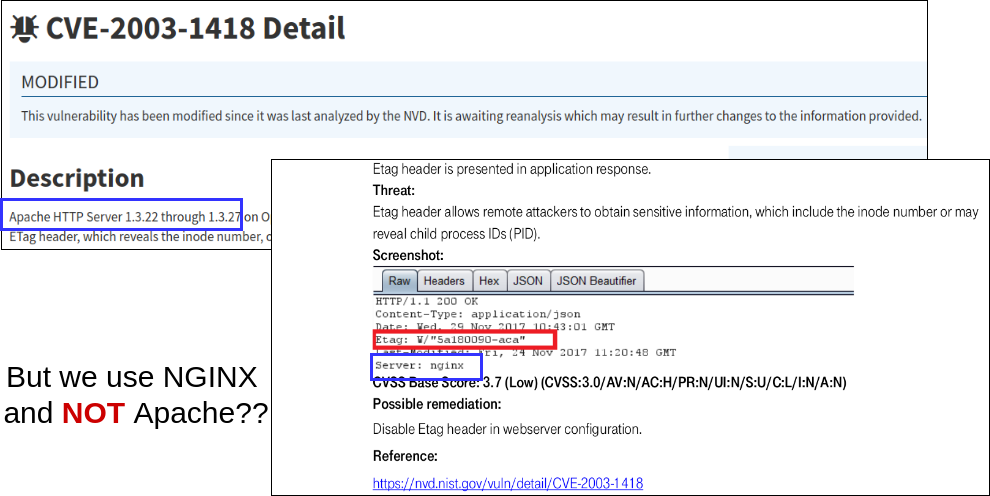 CVE-2003-1418 Detail
MODIFIED
This vulnerability has been modified since it was last analyzed by the NVD. It is awaiting reanalysis which may result in further changes to the information provided.
Description
Apache HTTP Server 1.3.22 through 1.3.27 on O
ETag header, which reveals the inode number, o
Etag header is presented in application response.
Threat:
Etag header allows remote attackers to obtain sensitive information, which include the inode number or may
reveal child process IDs (PID).
Screenshot:
Raw Headers Hex JSON JSON Beautifier
HTTP/1.1 200 OK
Content-Type: application/json
Date: Wed, 29 Nov 2017 10:43:01 GMT
Etag: W/"5a180090-aca"
Last-Modified: Fri, 24 Nov 2017 11:20:48 GMT
Server: nginx
CVSS Base Score: 3.7 (Low) (CVSS:3.0/AV:N/AC:H/PR:N/UI:N/S:U/C:L/I:N/A:N)
Possible remediation:
Disable Etag header in webserver configuration.
Reference:
https://nvd.nist.gov/vuln/detail/CVE-2003-1418
But we use NGINX
and NOT Apache??